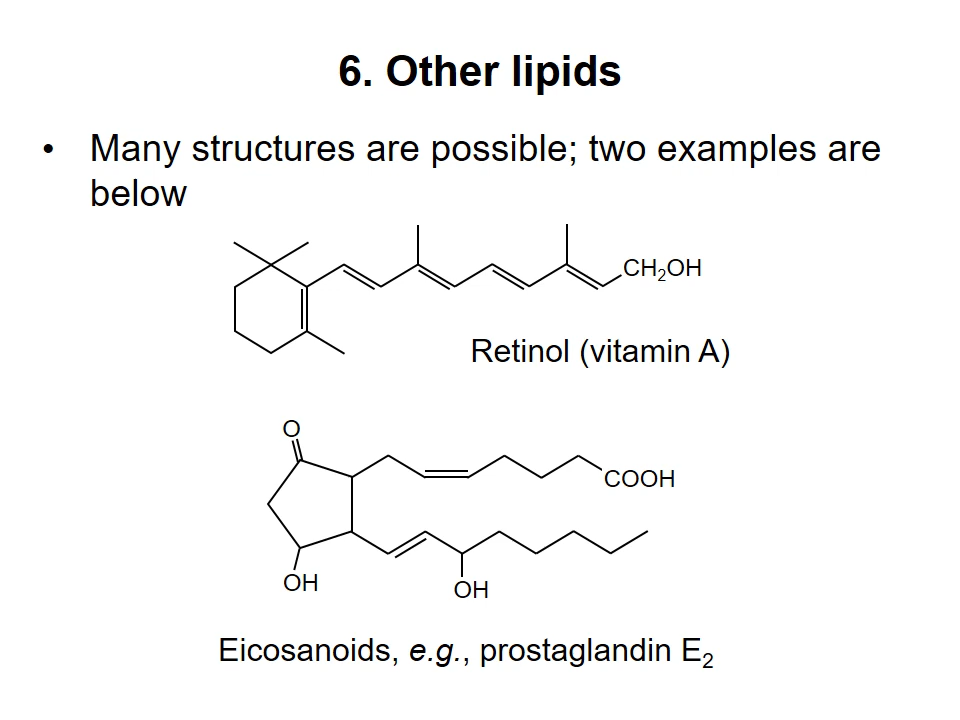 6. Other lipids
• Many structures are possible; two examples are
below
CH₂OH
Retinol (vitamin A)
O
COOH
OH
OH
Eicosanoids, e.g., prostaglandin E₂